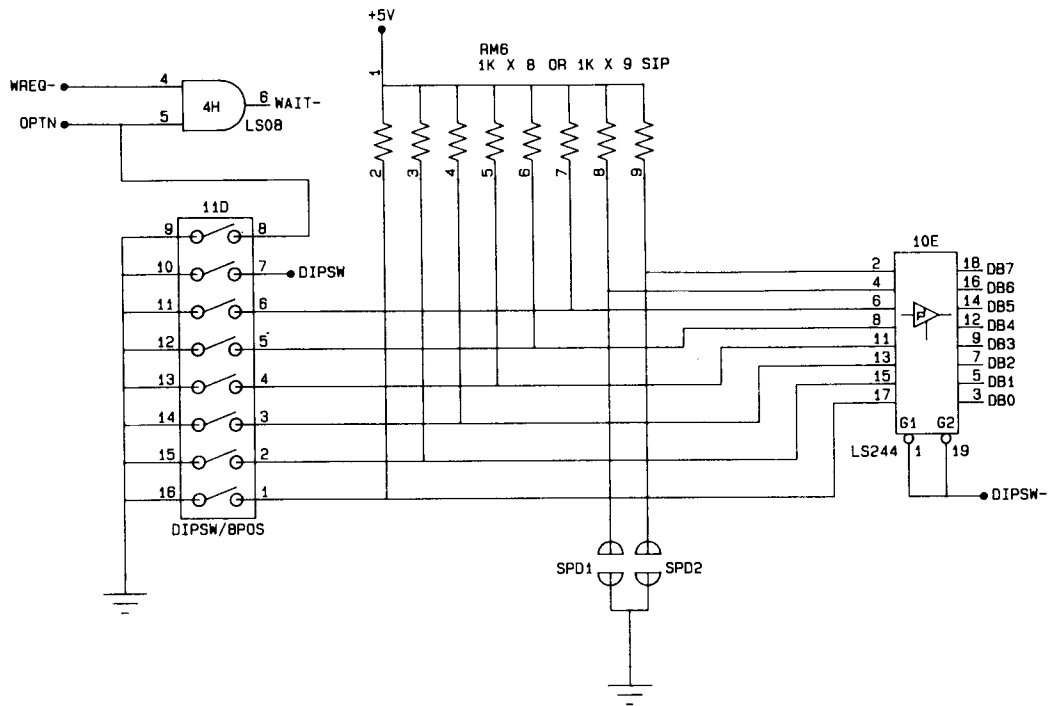 +5V
RM6
1K X 8 OR 1K X 9 SIP
1
WREQ- 4
4H
6 WAIT-
OPTN 5
LS08
2 3 4 5 6 7 8 9
11D
9 8
10 7 DIPSW
11 6
12 5
13 4
14 3
15 2
16 1
DIPSW/8POS
10E
2 18 DB7
4 16 DB6
6 14 DB5
8 12 DB4
11 9 DB3
13 7 DB2
15 5 DB1
17 3 DB0
G1 G2
LS244 1 19
DIPSW-
SPD1 SPD2